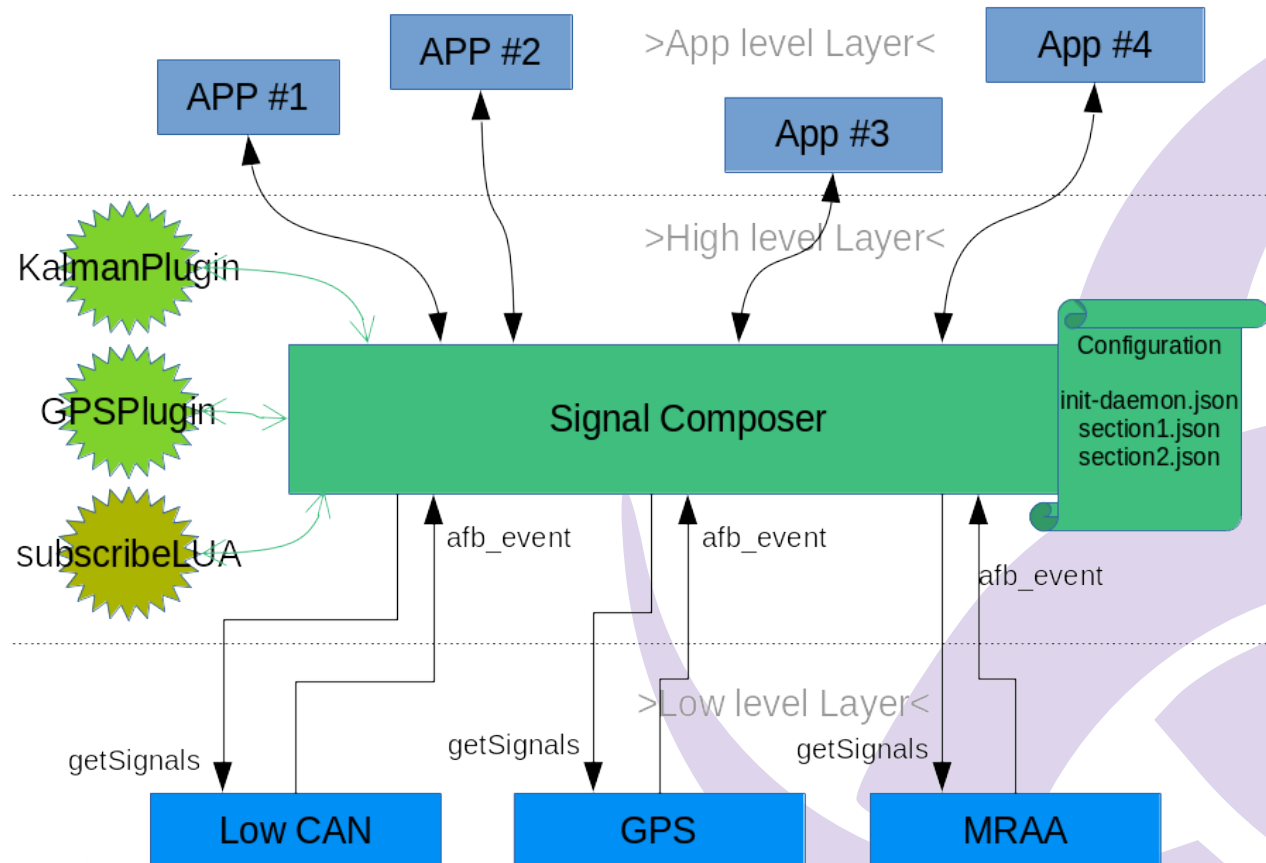 APP #1
APP #2
>App level Layer<
App #3
App #4
KalmanPlugin
>High level Layer<
GPSPlugin
Signal Composer
Configuration
init-daemon.json
section1.json
section2.json
subscribeLUA
afb_event
afb_event
afb_event
>Low level Layer<
getSignals
getSignals
getSignals
Low CAN
GPS
MRAA